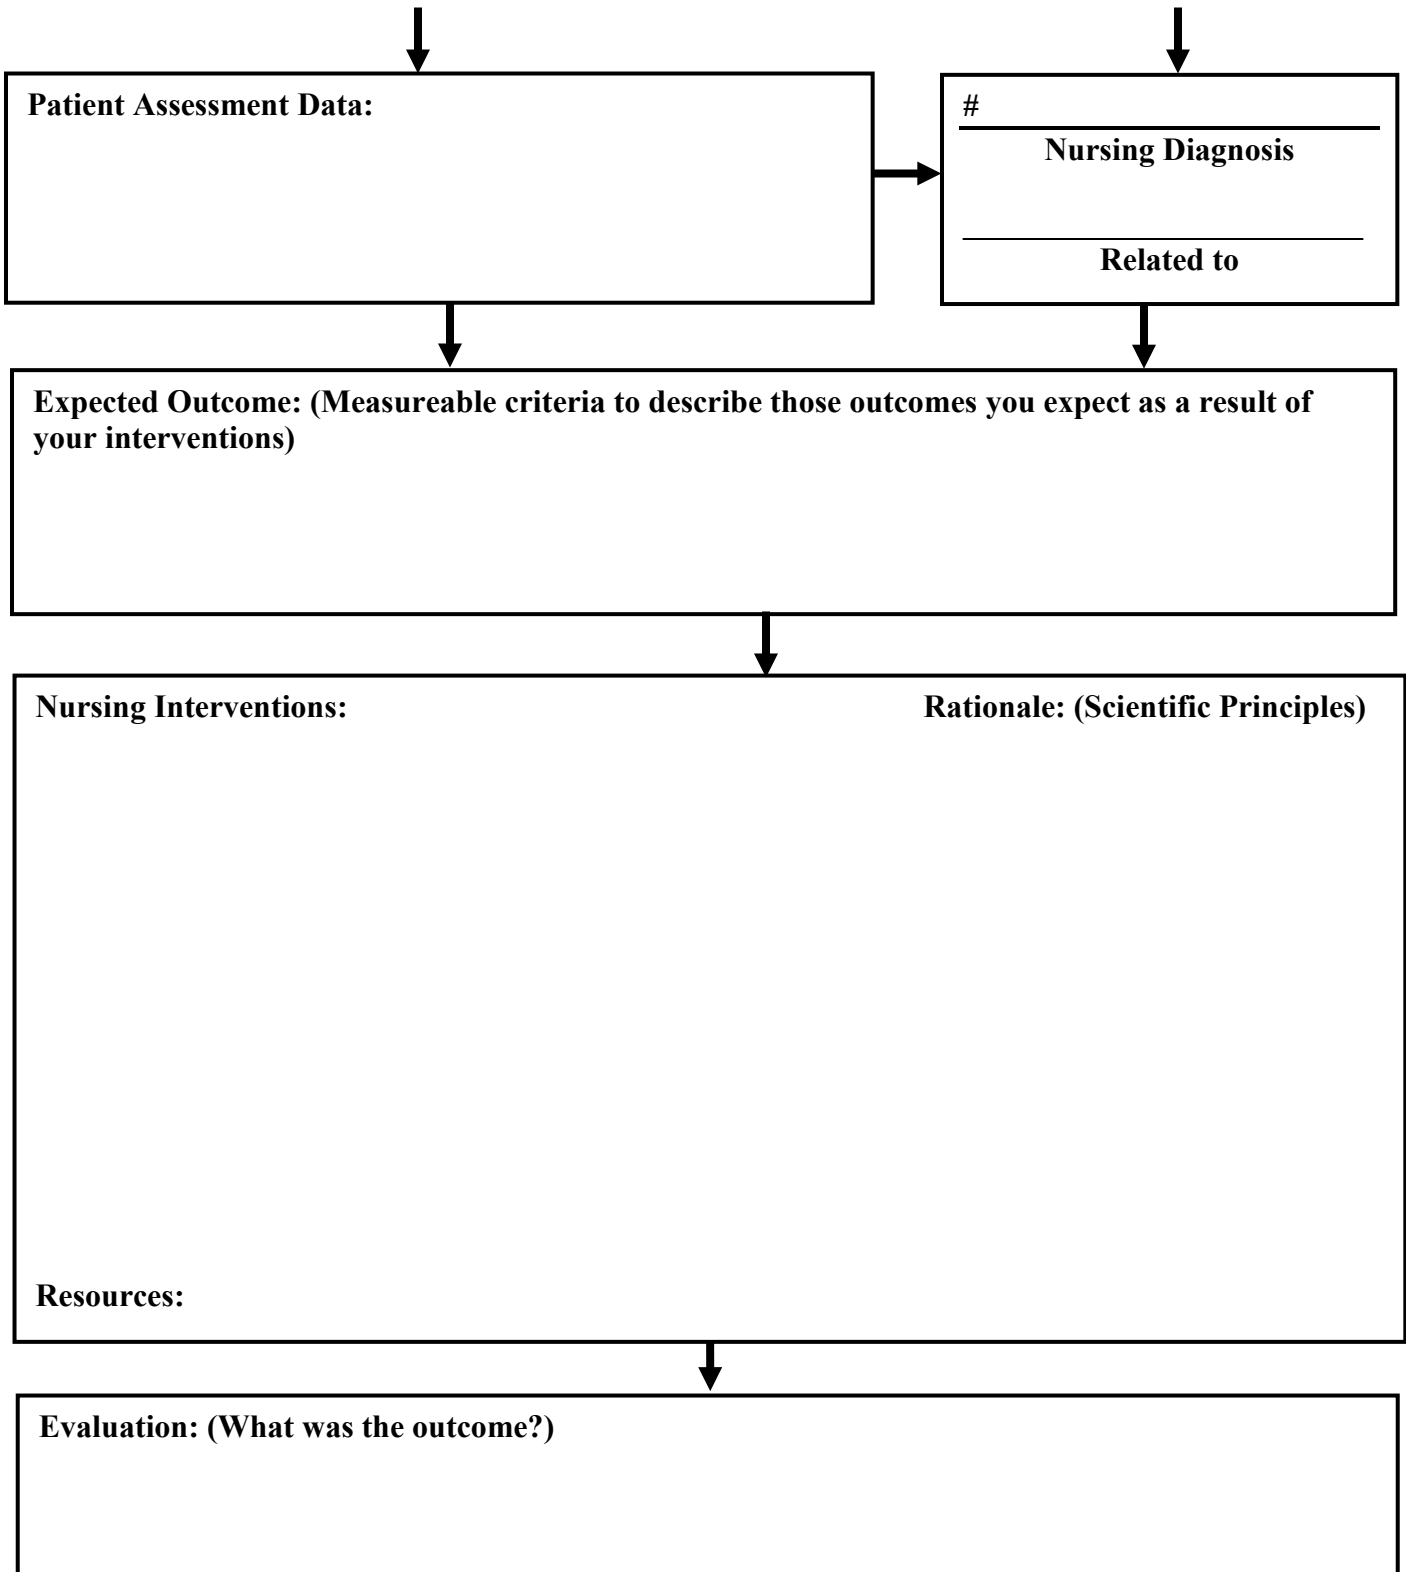 Patient Assessment Data:
#
Nursing Diagnosis
Related to
Expected Outcome: (Measureable criteria to describe those outcomes you expect as a result of
your interventions)
Nursing Interventions:
Rationale: (Scientific Principles)
Resources:
Evaluation: (What was the outcome?)